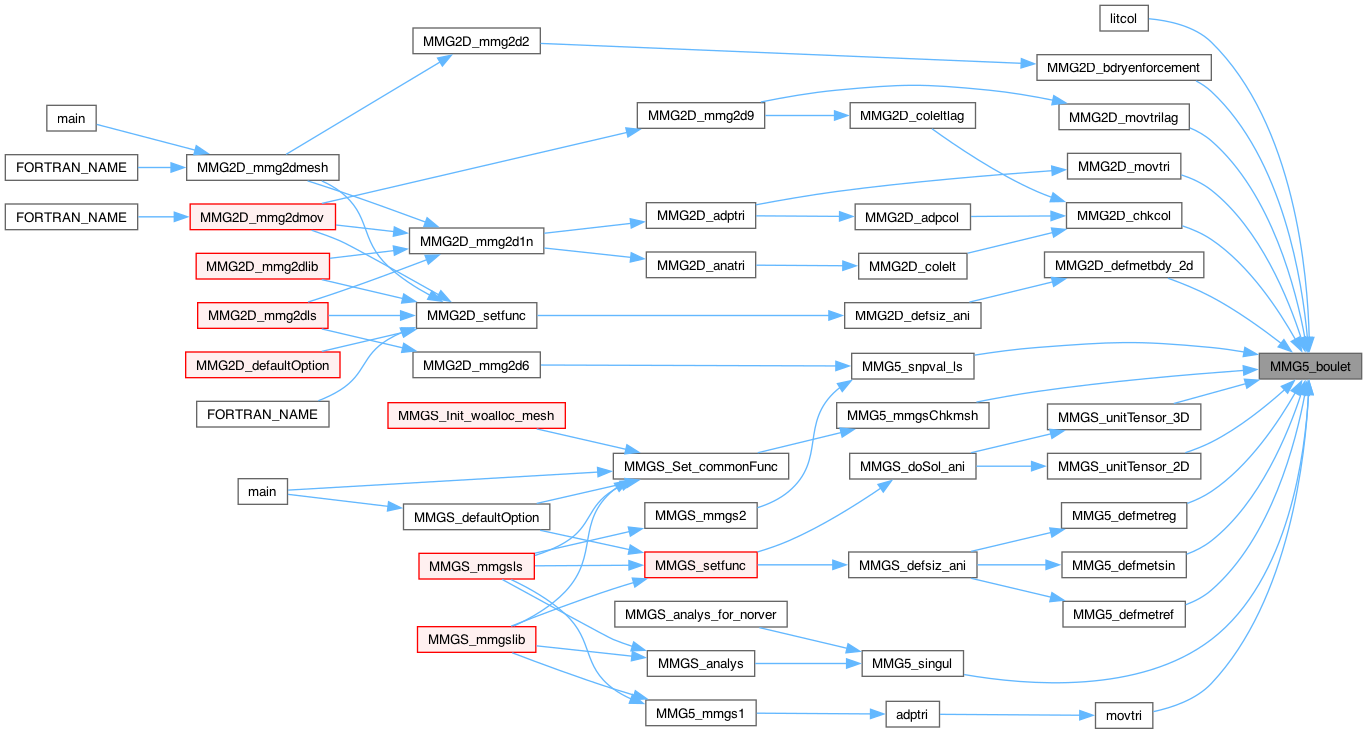 litcol
MMG2D_mmg2d2
MMG2D_bdryenforcement
main
MMG2D_mmg2d9
MMG2D_coleltlag
MMG2D_movtrilag
FORTRAN_NAME
MMG2D_mmg2dmesh
MMG2D_movtri
FORTRAN_NAME
MMG2D_mmg2dmov
MMG2D_adptri
MMG2D_adpcol
MMG2D_chkcol
MMG2D_mmg2d1n
MMG2D_mmg2dlib
MMG2D_anatri
MMG2D_colelt
MMG2D_defmetbdy_2d
MMG2D_mmg2dls
MMG2D_setfunc
MMG2D_defsiz_ani
MMG2D_defaultOption
MMG2D_mmg2d6
MMG5_snpval_ls
MMG5_boulet
FORTRAN_NAME
MMGS_Init_woalloc_mesh
MMG5_mmgsChkmsh
MMGS_unitTensor_3D
MMGS_Set_commonFunc
MMGS_doSol_ani
MMGS_unitTensor_2D
main
MMGS_defaultOption
MMGS_mmgs2
MMG5_defmetreg
MMGS_mmgsls
MMGS_setfunc
MMGS_defsiz_ani
MMG5_defmetsin
MMGS_analys_for_norver
MMG5_defmetref
MMGS_mmgslib
MMGS_analys
MMG5_singul
MMG5_mmgs1
adptri
movtri